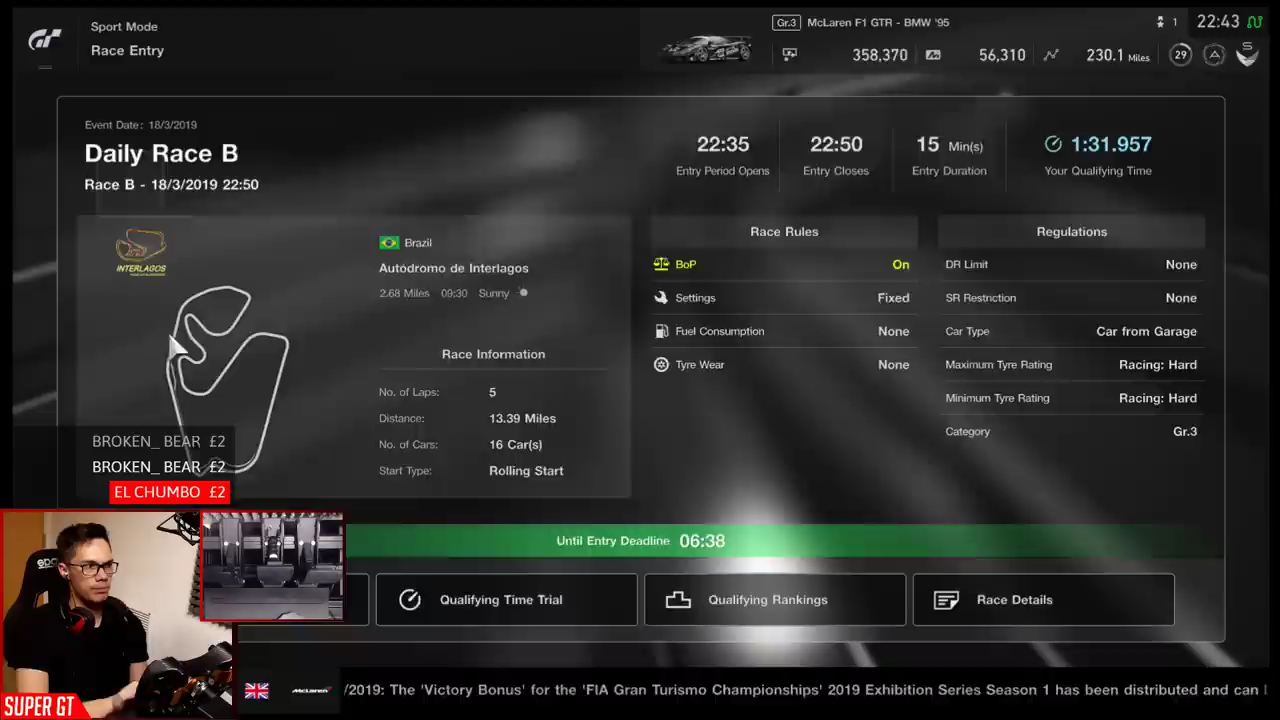 Sport Mode
Race Entry
Gr.3 McLaren F1 GTR - BMW '95
1 22:43
358,370 56,310 230.1 Miles 29 A S
Event Date: 18/3/2019
Daily Race B
Race B - 18/3/2019 22:50
22:35 22:50 15 Min(s) 1:31.957
Entry Period Opens Entry Closes Entry Duration Your Qualifying Time
INTERLAGOS
Brazil
Autódromo de Interlagos
2.68 Miles 09:30 Sunny
Race Information
No. of Laps: 5
Distance: 13.39 Miles
No. of Cars: 16 Car(s)
Start Type: Rolling Start
Race Rules
BoP On
Settings Fixed
Fuel Consumption None
Tyre Wear None
Regulations
DR Limit None
SR Restriction None
Car Type Car from Garage
Maximum Tyre Rating Racing: Hard
Minimum Tyre Rating Racing: Hard
Category Gr.3
BROKEN_ BEAR £2
BROKEN_ BEAR £2
EL CHUMBO £2
Until Entry Deadline 06:38
Qualifying Time Trial
Qualifying Rankings
Race Details
SUPER GT
McLaren
/2019: The 'Victory Bonus' for the 'FIA Gran Turismo Championships' 2019 Exhibition Series Season 1 has been distributed and can